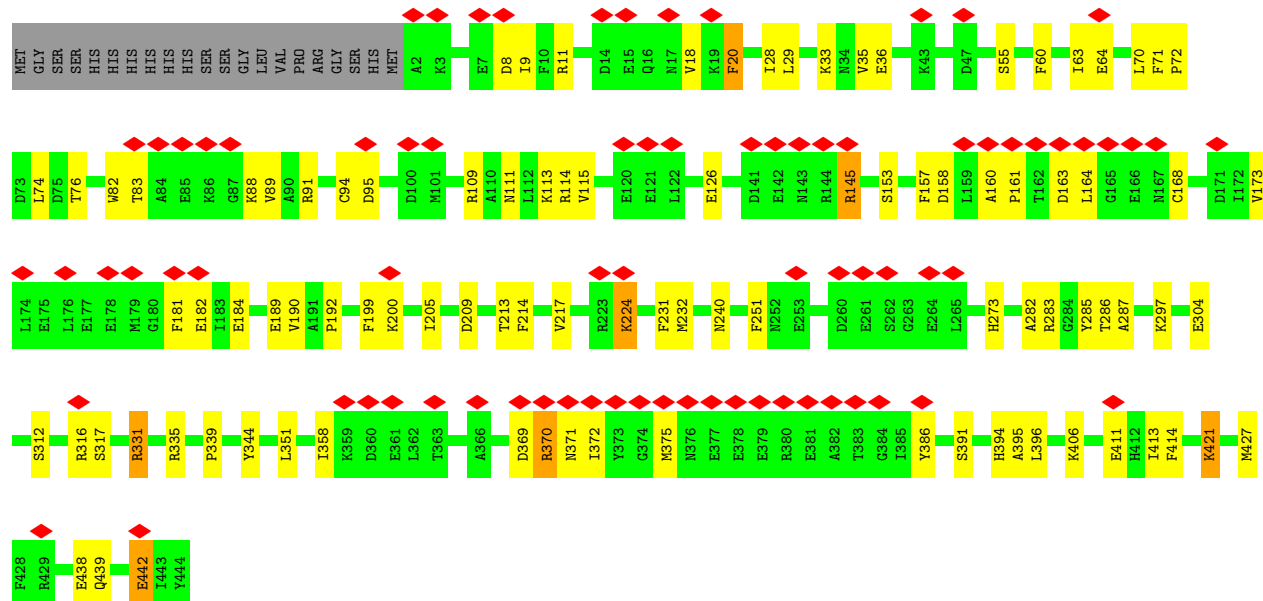 MET GLY SER SER HIS HIS HIS HIS HIS HIS SER SER GLY LEU VAL PRO ARG GLY SER HIS MET A2 K3 E7 D8 I9 F10 R11 D14 E15 Q16 N17 V18 K19 F20 I28 L29 K33 N34 V35 E36 K43 D47 S55 F60 I63 E64 L70 F71 P72
D73 L74 D75 T76 W82 T83 A84 E85 K86 G87 K88 V89 A90 R91 C94 D95 D100 M101 R109 A110 N111 L112 K113 R114 V115 E120 E121 L122 E126 D141 E142 N143 R144 R145 S153 F157 D158 L159 A160 P161 T162 D163 L164 G165 E166 N167 C168 D171 I172 V173
L174 E175 L176 E177 E178 M179 G180 F181 E182 I183 E184 E189 V190 A191 P192 F199 K200 I205 D209 T213 F214 V217 R223 K224 F231 M232 N240 F251 N252 E253 D260 E261 S262 G263 E264 L265 H273 A282 R283 G284 Y285 T286 A287 K297 E304
S312 R316 S317 R331 R335 P339 Y344 L351 I358 K359 D360 E361 L362 T363 A366 D369 R370 N371 I372 Y373 G374 M375 N376 E377 E378 E379 R380 E381 A382 T383 G384 I385 Y386 S391 H394 A395 L396 K406 E411 H412 I413 F414 K421 M427
F428 R429 E438 Q439 E442 I443 Y444